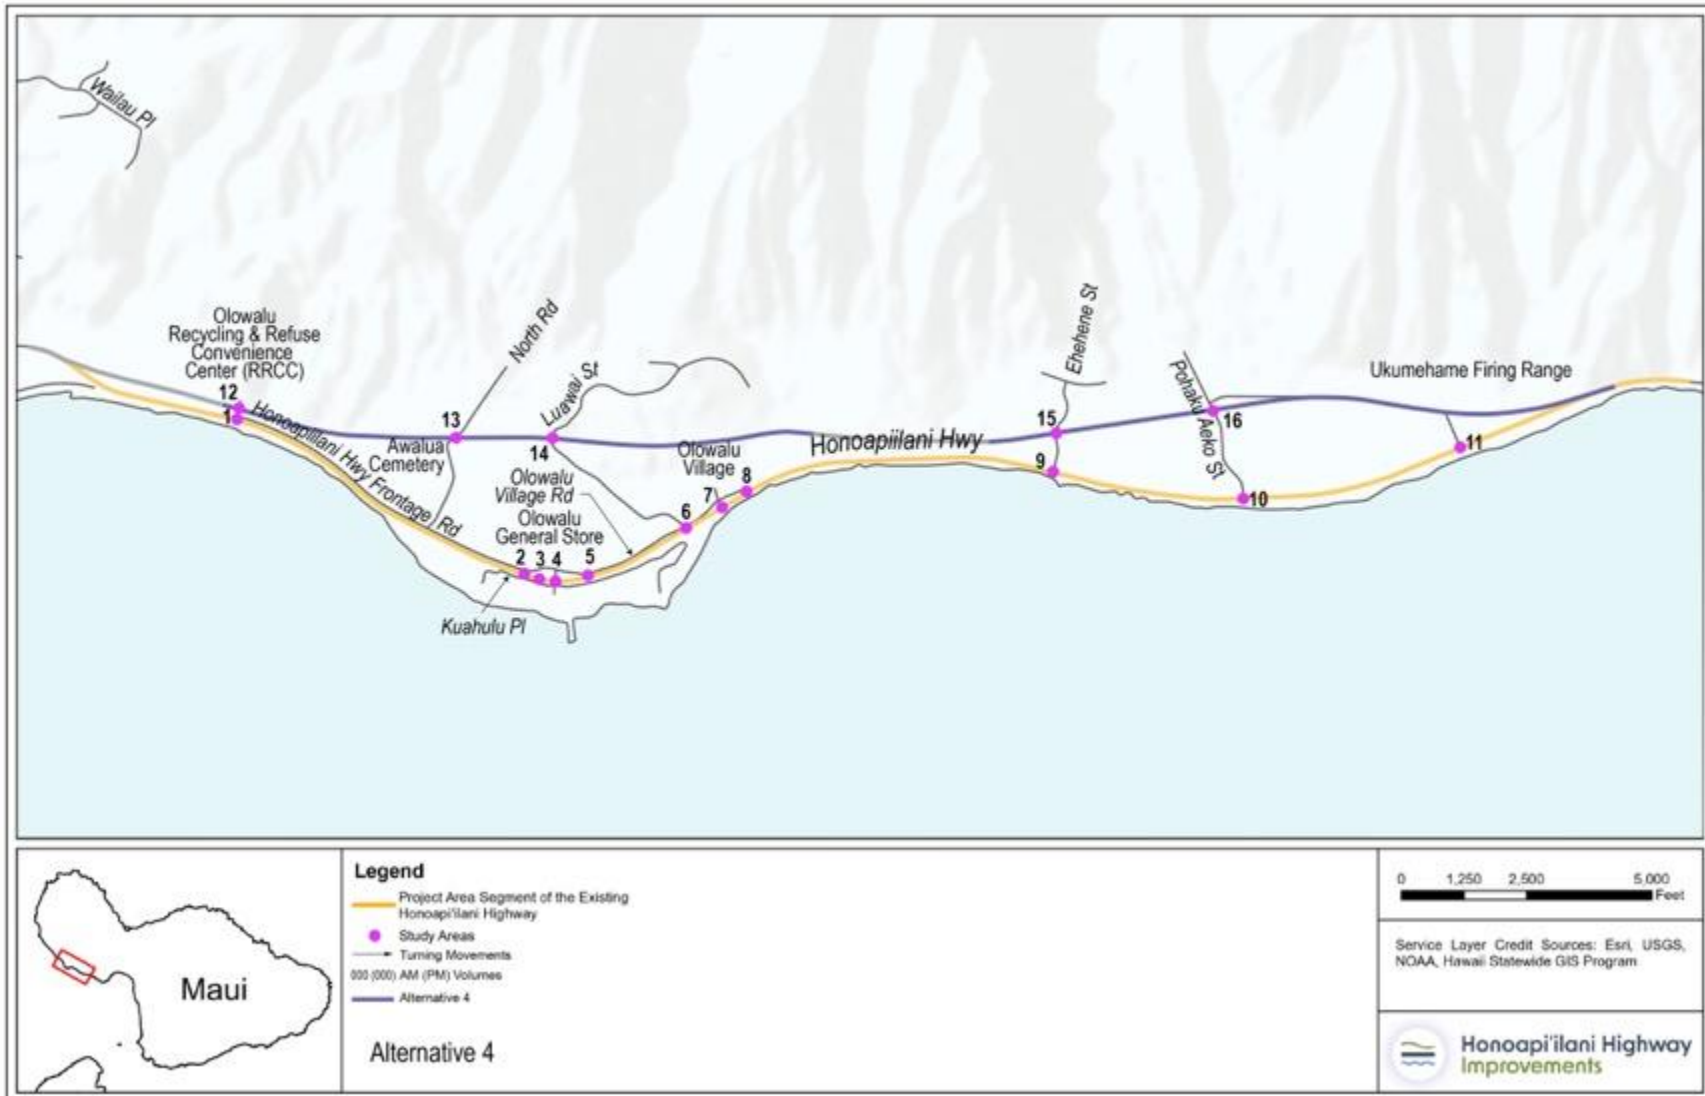 Wailau Pl
Olowalu
Recycling & Refuse
Convenience
Center (RRCC)
12
1
Honoapiilani Hwy Frontage Rd
North Rd
13
Awalua
Cemetery
Luawai St
14
Olowalu
Village Rd
Olowalu
General Store
Olowalu
Village
2
3
4
5
6
7
8
Kuahulu Pl
Honoapiilani Hwy
Ehehene St
15
9
Pohaku Aeko St
16
10
Ukumehame Firing Range
11
Maui
Legend
Project Area Segment of the Existing
Honoapi'ilani Highway
Study Areas
Turning Movements
000 (000) AM (PM) Volumes
Alternative 4
Alternative 4
0 1,250 2,500 5,000
Feet
Service Layer Credit Sources: Esri, USGS,
NOAA, Hawaii Statewide GIS Program
Honoapi'ilani Highway
Improvements